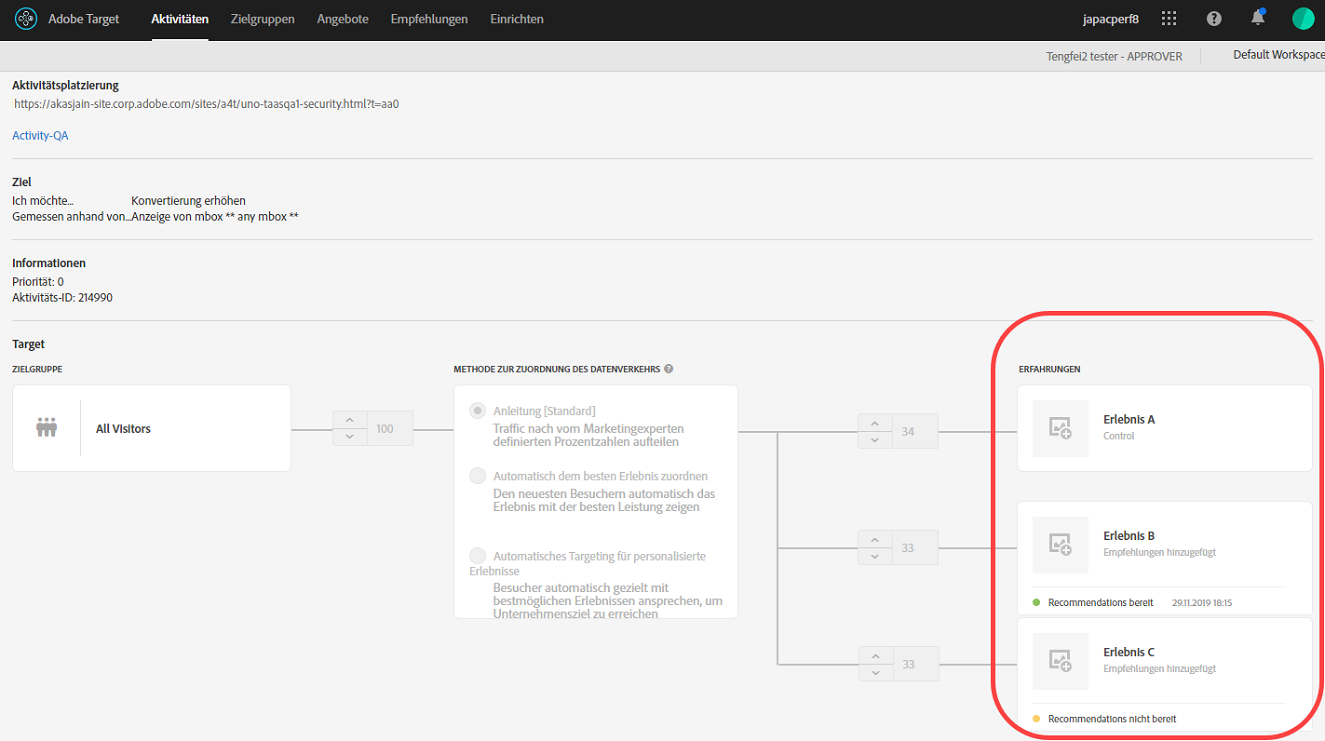 Adobe Target Aktivitäten Zielgruppen Angebote Empfehlungen Einrichten japacperf8
Tengfei2 tester - APPROVER Default Workspace
Aktivitätsplatzierung
https://akasjain-site.corp.adobe.com/sites/a4t/uno-taasqa1-security.html?t=aa0
Activity-QA
Ziel
Ich möchte... Konvertierung erhöhen
Gemessen anhand von... Anzeige von mbox ** any mbox **
Informationen
Priorität: 0
Aktivitäts-ID: 214990
Target
ZIELGRUPPE
All Visitors
100
METHODE ZUR ZUORDNUNG DES DATENVERKEHRS ?
Anleitung [Standard]
Traffic nach vom Marketingexperten
definierten Prozentzahlen aufteilen
Automatisch dem besten Erlebnis zuordnen
Den neuesten Besuchern automatisch das
Erlebnis mit der besten Leistung zeigen
Automatisches Targeting für personalisierte
Erlebnisse
Besucher automatisch gezielt mit
bestmöglichen Erlebnissen ansprechen, um
Unternehmensziel zu erreichen
34
33
33
ERFAHRUNGEN
Erlebnis A
Control
Erlebnis B
Empfehlungen hinzugefügt
Recommendations bereit 29.11.2019 18:15
Erlebnis C
Empfehlungen hinzugefügt
Recommendations nicht bereit